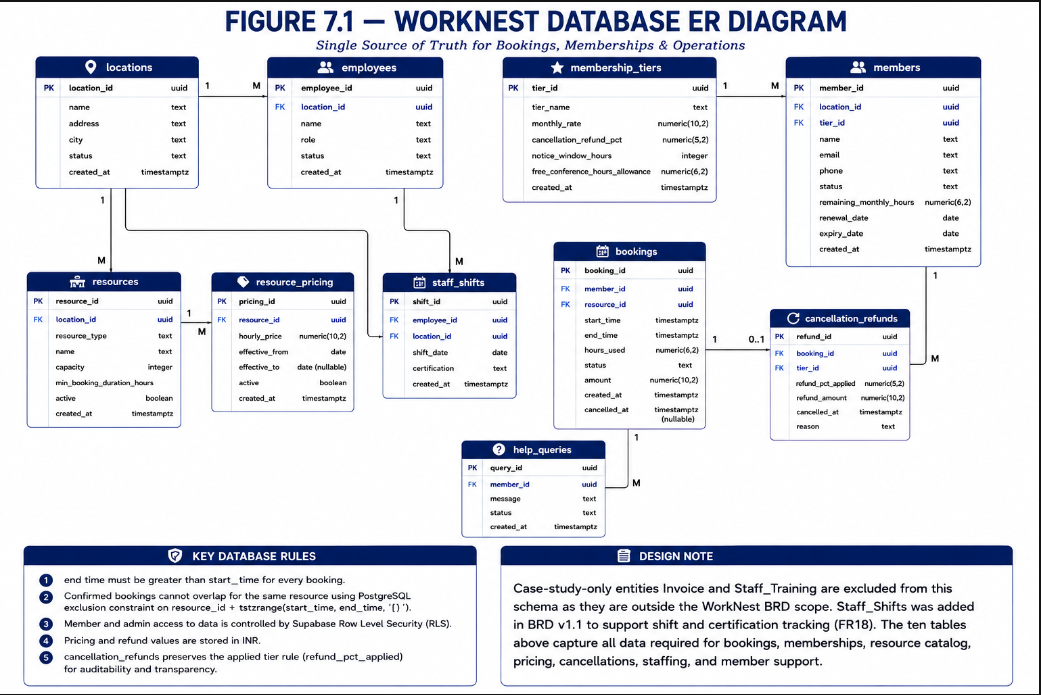 FIGURE 7.1 — WORKNEST DATABASE ER DIAGRAM
Single Source of Truth for Bookings, Memberships & Operations
locations
PK location_id uuid
name text
address text
city text
status text
created_at timestamptz
1 M
employees
PK employee_id uuid
FK location_id uuid
name text
role text
status text
created_at timestamptz
membership_tiers
PK tier_id uuid
tier_name text
monthly_rate numeric(10,2)
cancellation_refund_pct numeric(5,2)
notice_window_hours integer
free_conference_hours_allowance numeric(6,2)
created_at timestamptz
1 M
members
PK member_id uuid
FK location_id uuid
FK tier_id uuid
name text
email text
phone text
status text
remaining_monthly_hours numeric(6,2)
renewal_date date
expiry_date date
created_at timestamptz
1
M
1
M
resources
PK resource_id uuid
FK location_id uuid
resource_type text
name text
capacity integer
min_booking_duration_hours
active boolean
created_at timestamptz
1
M
resource_pricing
PK pricing_id uuid
FK resource_id uuid
hourly_price numeric(10,2)
effective_from date
effective_to date (nullable)
active boolean
created_at timestamptz
staff_shifts
PK shift_id uuid
FK employee_id uuid
FK location_id uuid
shift_date date
certification text
created_at timestamptz
bookings
PK booking_id uuid
FK member_id uuid
FK resource_id uuid
start_time timestamptz
end_time timestamptz
hours_used numeric(6,2)
status text
amount numeric(10,2)
created_at timestamptz
cancelled_at timestamptz
(nullable)
1 0..1
1
M
cancellation_refunds
PK refund_id uuid
FK booking_id uuid
FK tier_id uuid
refund_pct_applied numeric(5,2)
refund_amount numeric(10,2)
cancelled_at timestamptz
reason text
1
M
help_queries
PK query_id uuid
FK member_id uuid
message text
status text
created_at timestamptz
KEY DATABASE RULES
1 end time must be greater than start_time for every booking.
2 Confirmed bookings cannot overlap for the same resource using PostgreSQL
exclusion constraint on resource_id + tstzrange(start_time, end_time, '[)').
3 Member and admin access to data is controlled by Supabase Row Level Security (RLS).
4 Pricing and refund values are stored in INR.
5 cancellation_refunds preserves the applied tier rule (refund_pct_applied)
for auditability and transparency.
DESIGN NOTE
Case-study-only entities Invoice and Staff_Training are excluded from this
schema as they are outside the WorkNest BRD scope. Staff_Shifts was added
in BRD v1.1 to support shift and certification tracking (FR18). The ten tables
above capture all data required for bookings, memberships, resource catalog,
pricing, cancellations, staffing, and member support.